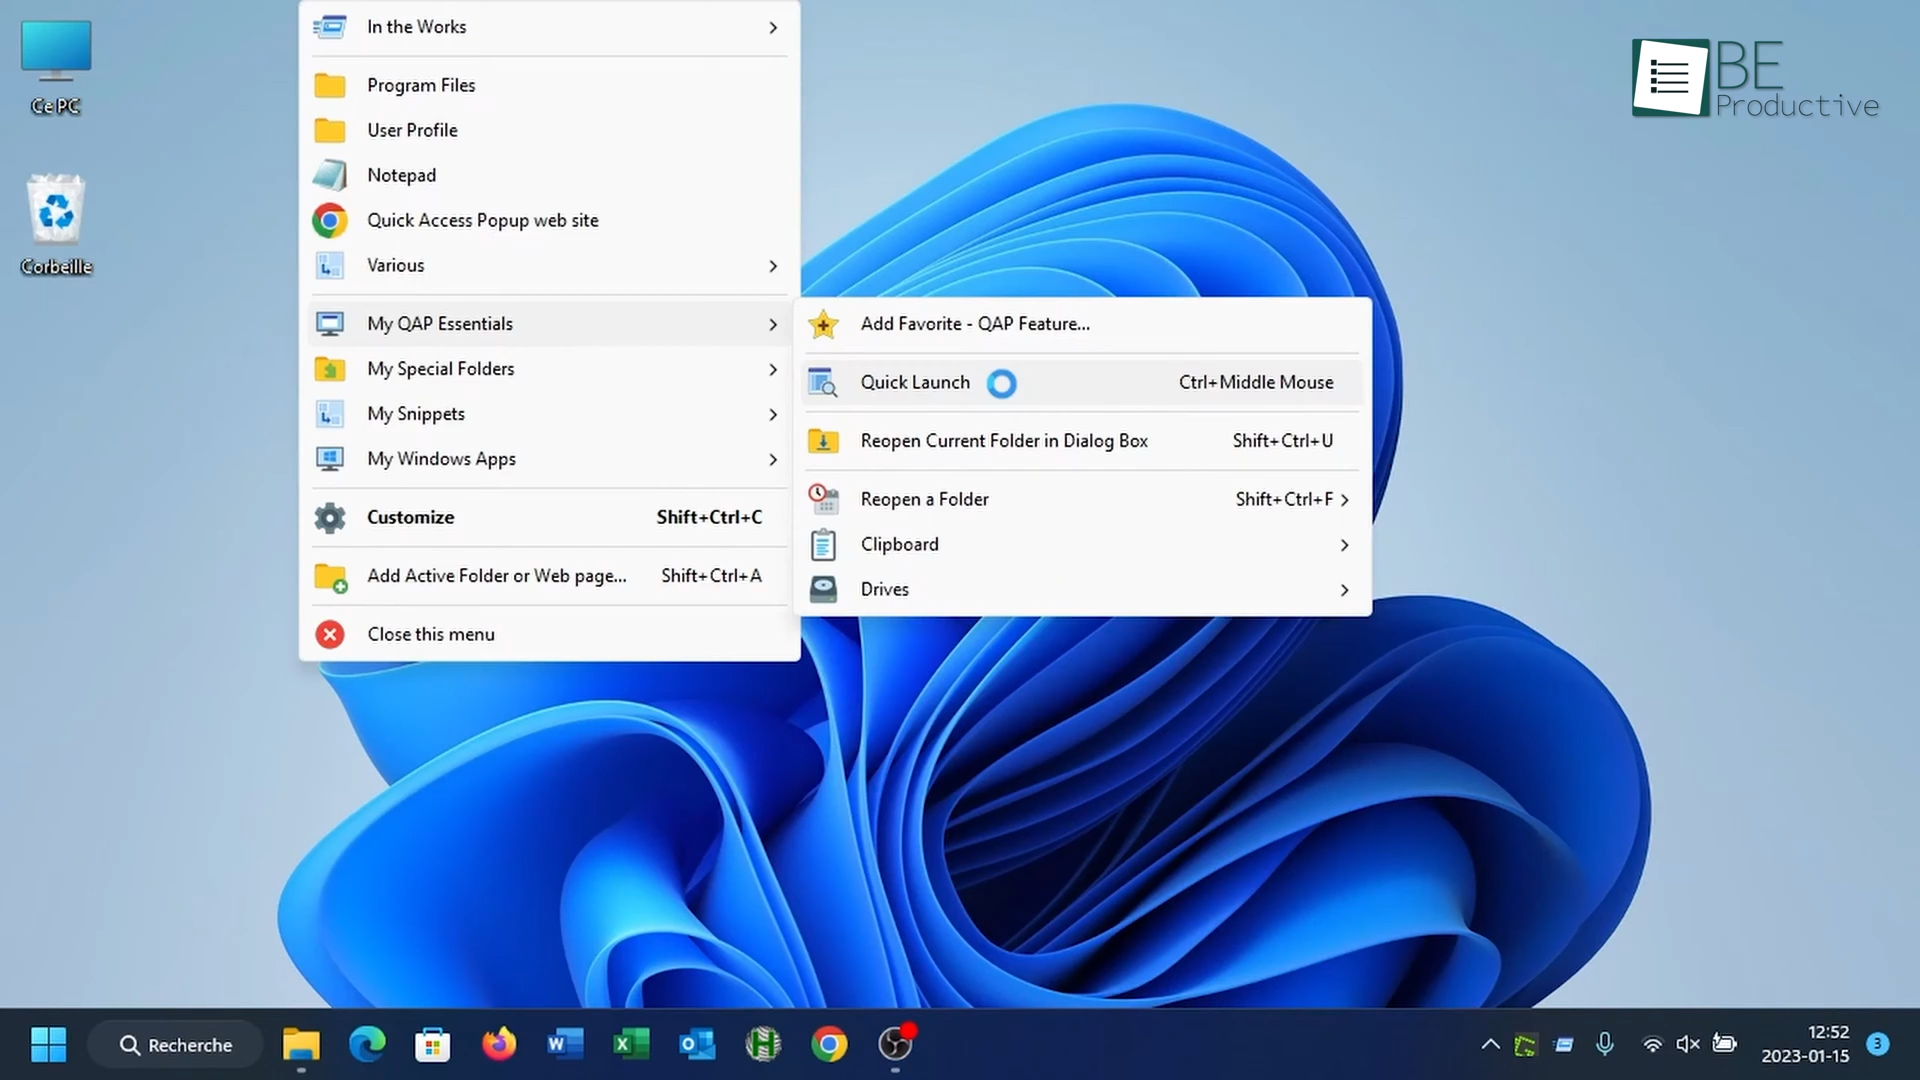 Ce PC
Corbeille
In the Works
Program Files
User Profile
Notepad
Quick Access Popup web site
Various
My QAP Essentials
My Special Folders
My Snippets
My Windows Apps
Customize Shift+Ctrl+C
Add Active Folder or Web page... Shift+Ctrl+A
Close this menu
Add Favorite - QAP Feature...
Quick Launch Ctrl+Middle Mouse
Reopen Current Folder in Dialog Box Shift+Ctrl+U
Reopen a Folder Shift+Ctrl+F
Clipboard
Drives
BE
Productive
Recherche
12:52
2023-01-15
3